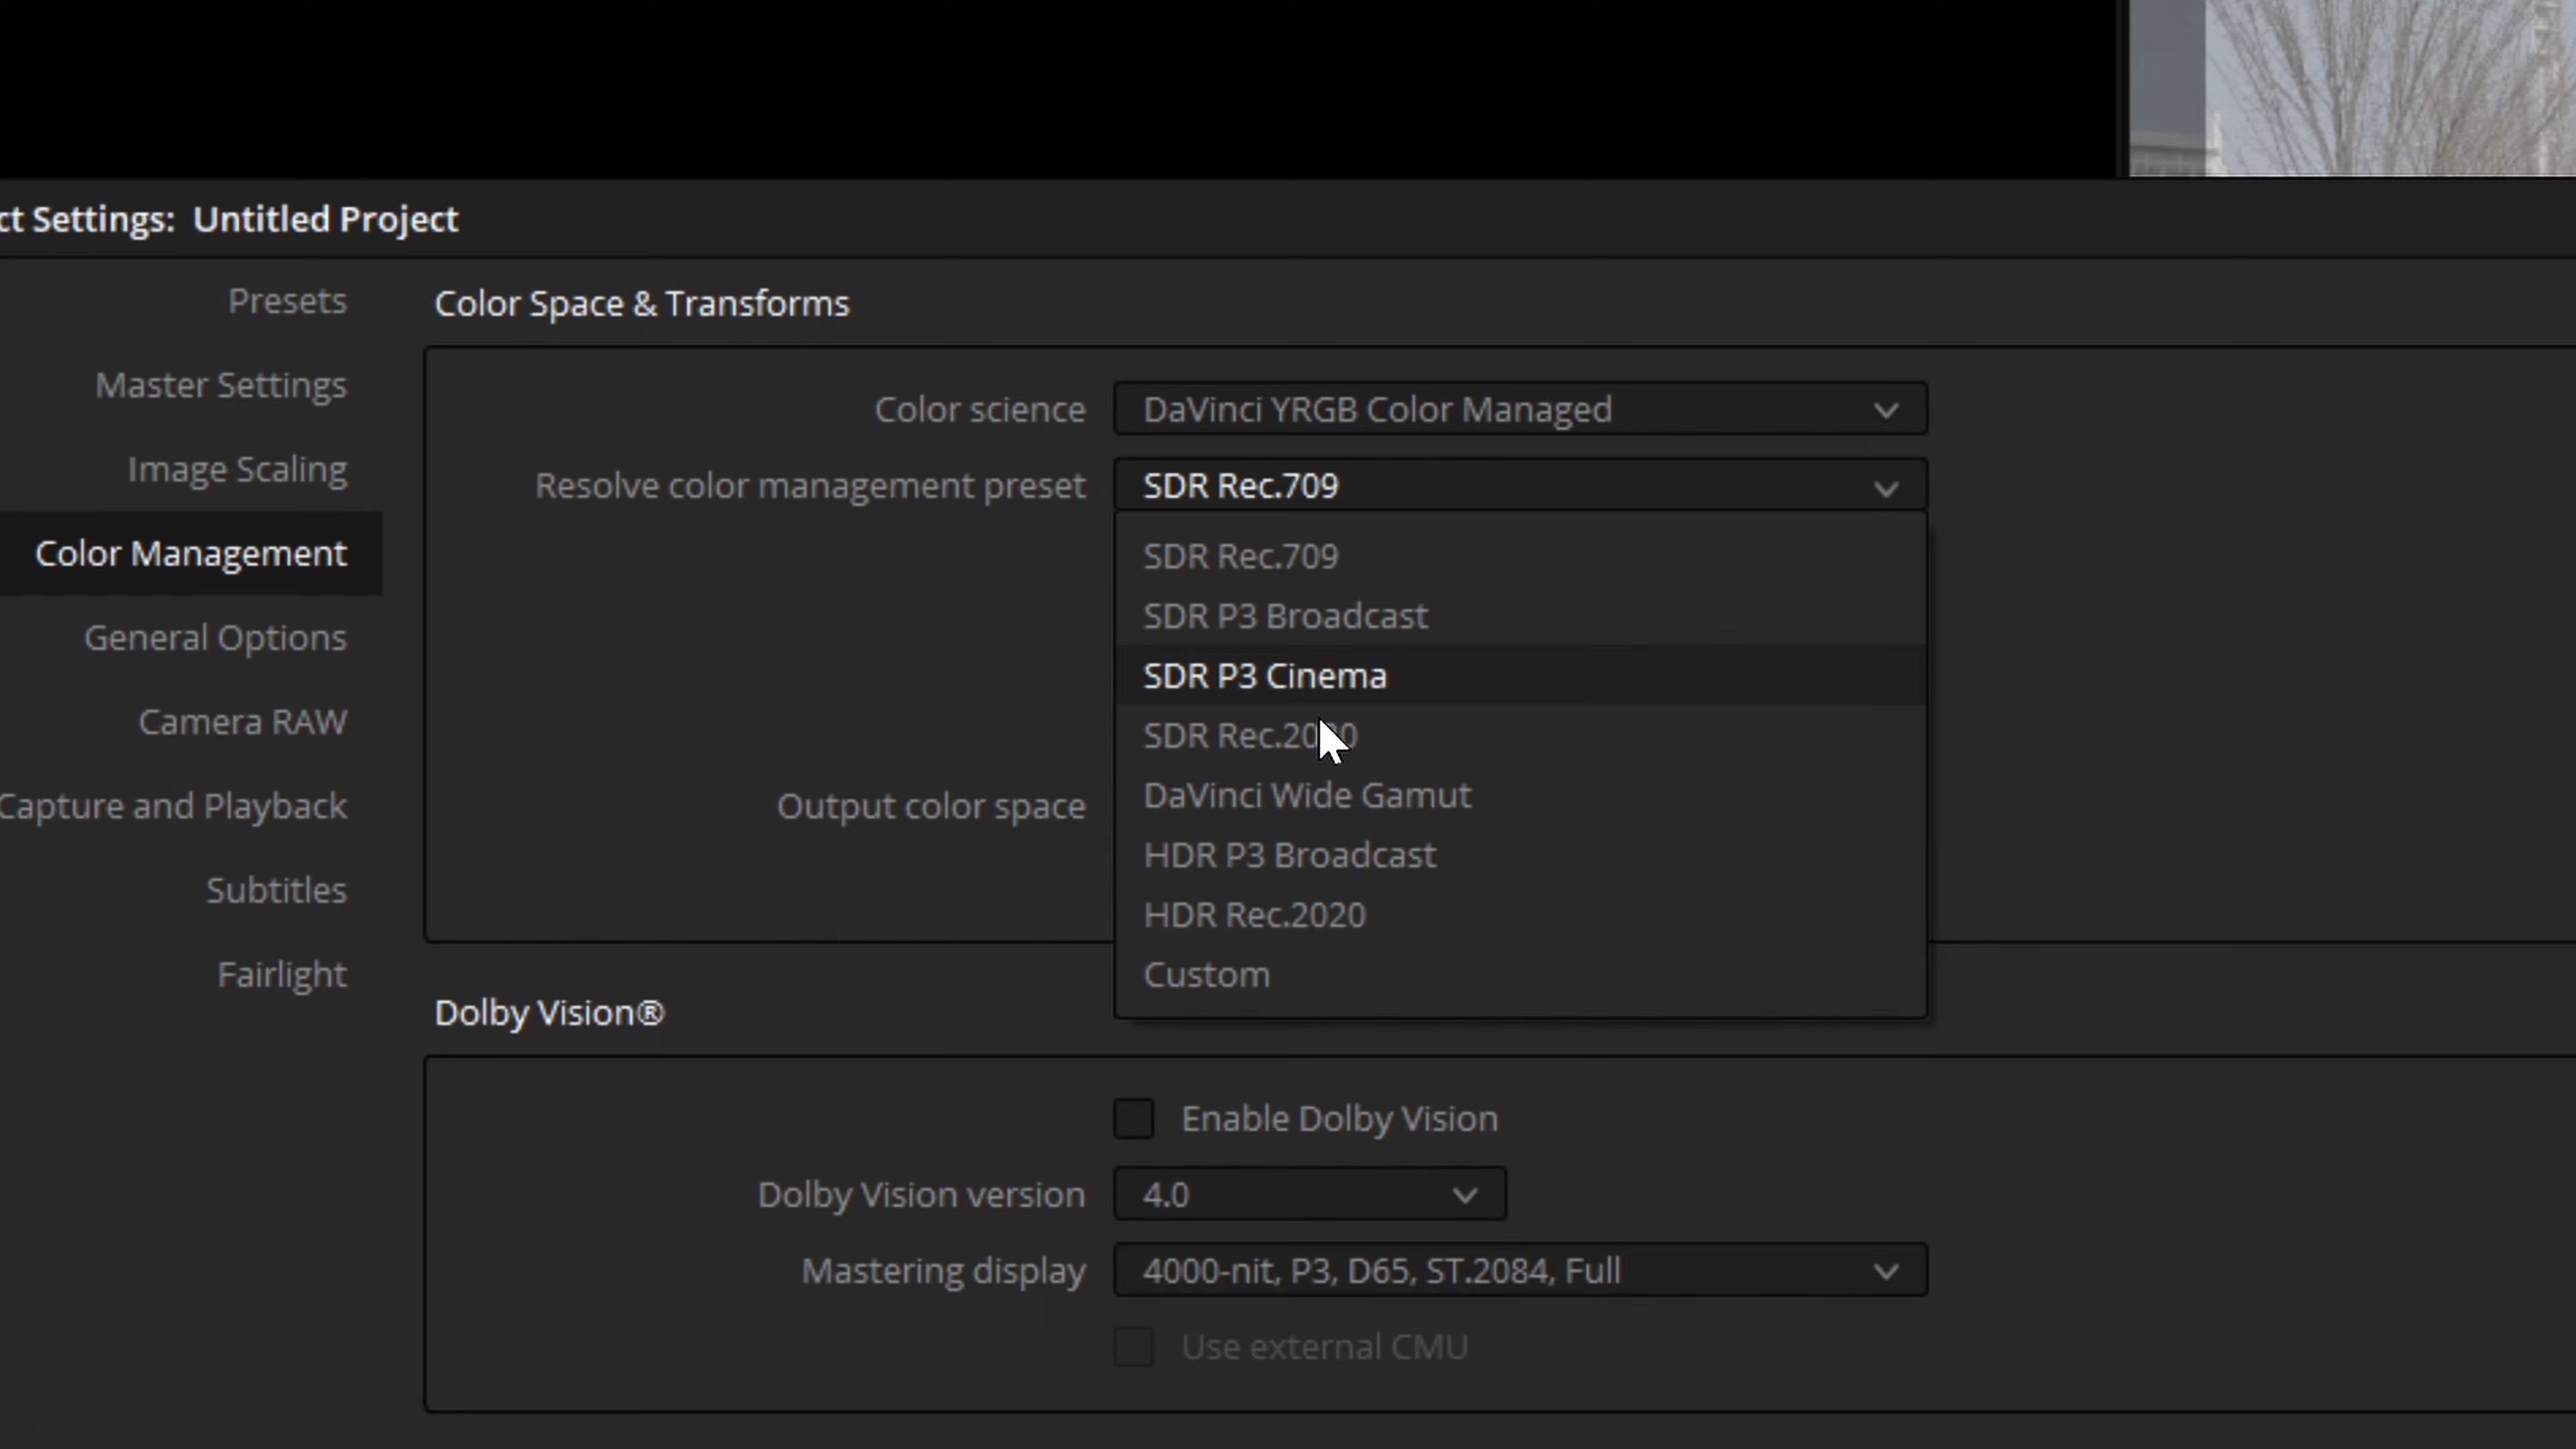 ct Settings: Untitled Project
Presets
Master Settings
Image Scaling
Color Management
General Options
Camera RAW
Capture and Playback
Subtitles
Fairlight
Color Space & Transforms
Color science DaVinci YRGB Color Managed
Resolve color management preset SDR Rec.709
SDR Rec.709
SDR P3 Broadcast
SDR P3 Cinema
SDR Rec.2020
DaVinci Wide Gamut
HDR P3 Broadcast
HDR Rec.2020
Custom
Output color space
Dolby Vision®
Enable Dolby Vision
Dolby Vision version 4.0
Mastering display 4000-nit, P3, D65, ST.2084, Full
Use external CMU